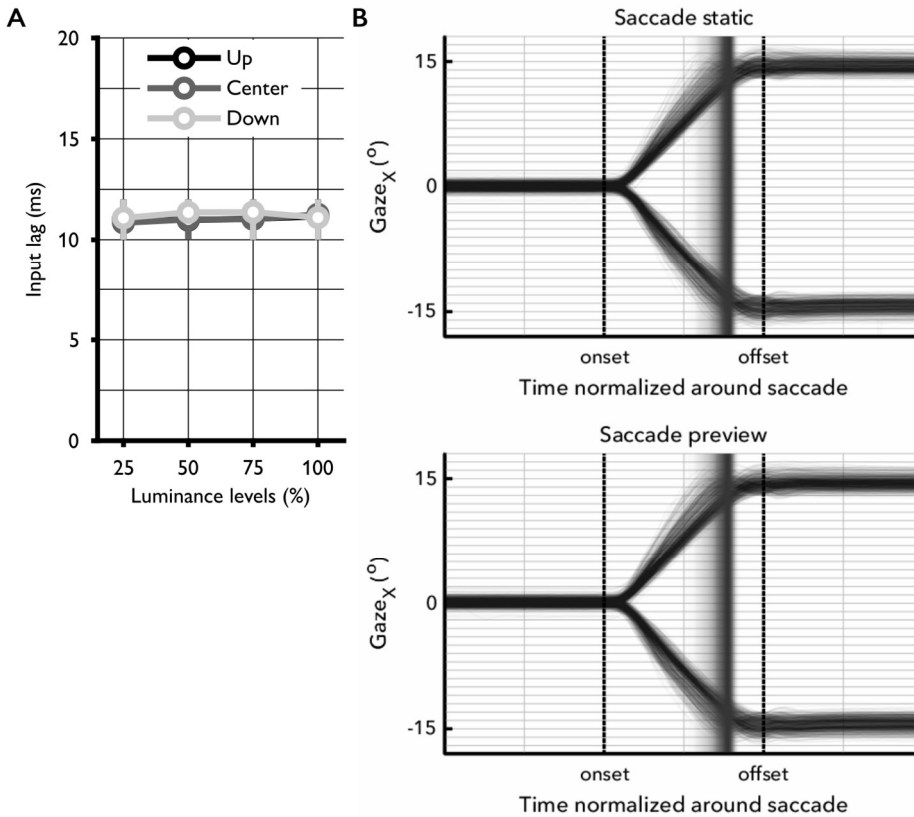 A
20
15
10
5
0
Input lag (ms)
Up
Center
Down
25 50 75 100
Luminance levels (%)
B
Saccade static
15
0
-15
GazeX (°)
onset offset
Time normalized around saccade
Saccade preview
15
0
-15
GazeX (°)
onset offset
Time normalized around saccade